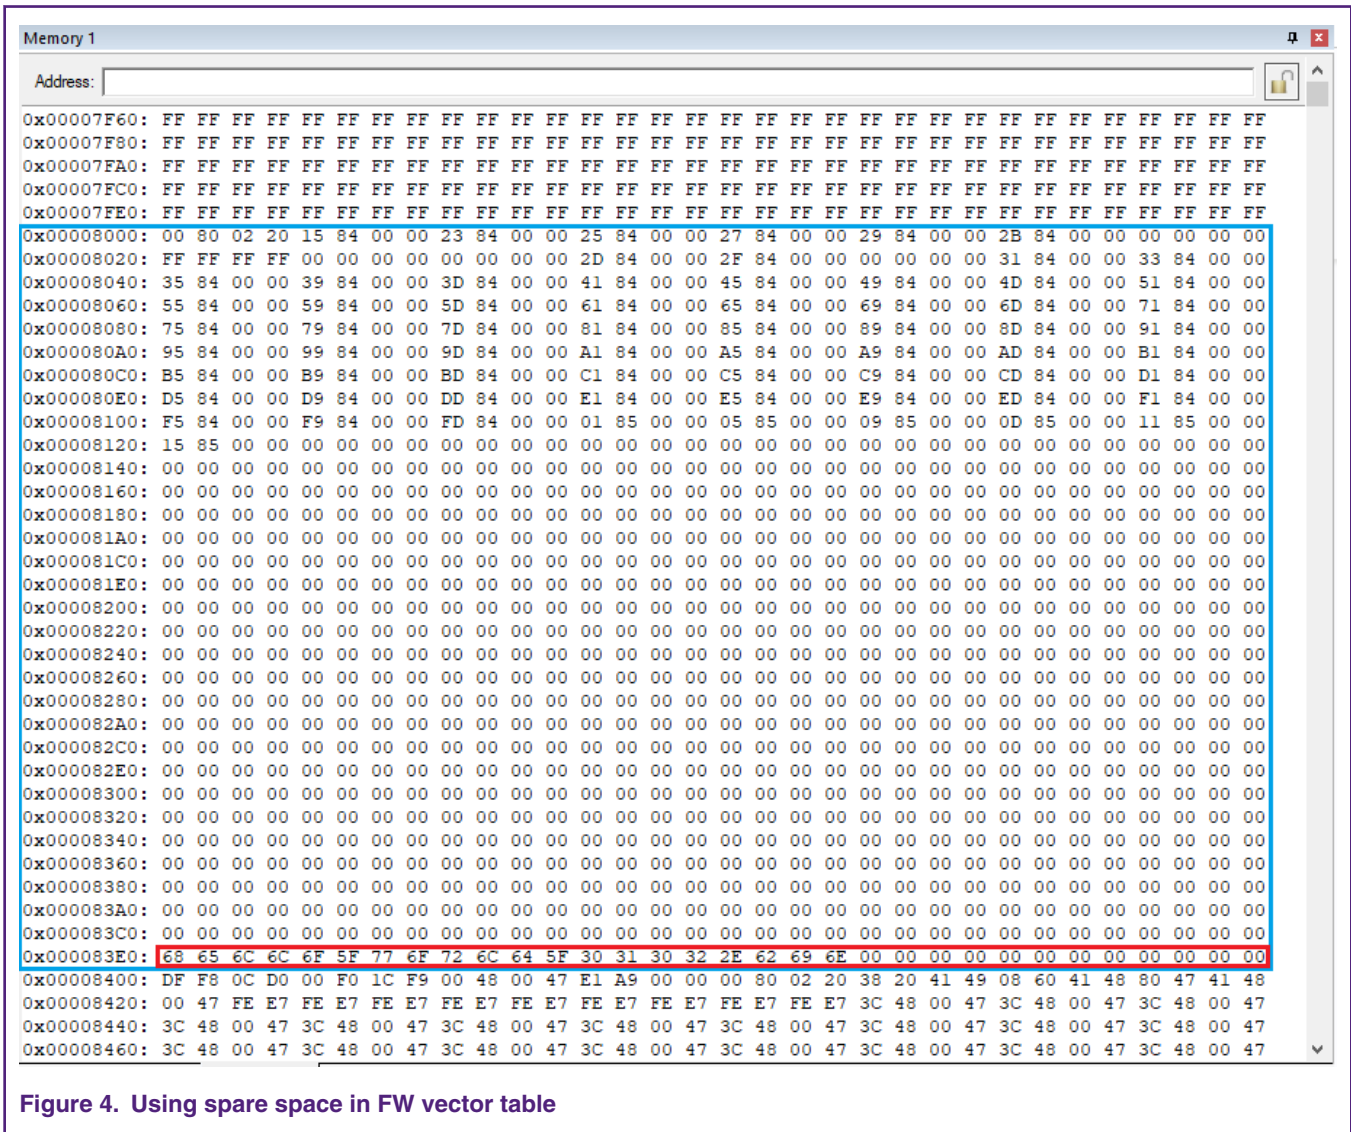 Memory 1
Address:
0x00007F60: FF FF FF FF FF FF FF FF FF FF FF FF FF FF FF FF FF FF FF FF FF FF FF FF FF FF FF FF FF FF FF FF
0x00007F80: FF FF FF FF FF FF FF FF FF FF FF FF FF FF FF FF FF FF FF FF FF FF FF FF FF FF FF FF FF FF FF FF
0x00007FA0: FF FF FF FF FF FF FF FF FF FF FF FF FF FF FF FF FF FF FF FF FF FF FF FF FF FF FF FF FF FF FF FF
0x00007FC0: FF FF FF FF FF FF FF FF FF FF FF FF FF FF FF FF FF FF FF FF FF FF FF FF FF FF FF FF FF FF FF FF
0x00007FE0: FF FF FF FF FF FF FF FF FF FF FF FF FF FF FF FF FF FF FF FF FF FF FF FF FF FF FF FF FF FF FF FF
0x00008000: 00 80 02 20 15 84 00 00 23 84 00 00 25 84 00 00 27 84 00 00 29 84 00 00 2B 84 00 00 00 00 00 00
0x00008020: FF FF FF FF 00 00 00 00 00 00 00 00 2D 84 00 00 2F 84 00 00 00 00 00 00 31 84 00 00 33 84 00 00
0x00008040: 35 84 00 00 39 84 00 00 3D 84 00 00 41 84 00 00 45 84 00 00 49 84 00 00 4D 84 00 00 51 84 00 00
0x00008060: 55 84 00 00 59 84 00 00 5D 84 00 00 61 84 00 00 65 84 00 00 69 84 00 00 6D 84 00 00 71 84 00 00
0x00008080: 75 84 00 00 79 84 00 00 7D 84 00 00 81 84 00 00 85 84 00 00 89 84 00 00 8D 84 00 00 91 84 00 00
0x000080A0: 95 84 00 00 99 84 00 00 9D 84 00 00 A1 84 00 00 A5 84 00 00 A9 84 00 00 AD 84 00 00 B1 84 00 00
0x000080C0: B5 84 00 00 B9 84 00 00 BD 84 00 00 C1 84 00 00 C5 84 00 00 C9 84 00 00 CD 84 00 00 D1 84 00 00
0x000080E0: D5 84 00 00 D9 84 00 00 DD 84 00 00 E1 84 00 00 E5 84 00 00 E9 84 00 00 ED 84 00 00 F1 84 00 00
0x00008100: F5 84 00 00 F9 84 00 00 FD 84 00 00 01 85 00 00 05 85 00 00 09 85 00 00 0D 85 00 00 11 85 00 00
0x00008120: 15 85 00 00 00 00 00 00 00 00 00 00 00 00 00 00 00 00 00 00 00 00 00 00 00 00 00 00 00 00 00 00
0x00008140: 00 00 00 00 00 00 00 00 00 00 00 00 00 00 00 00 00 00 00 00 00 00 00 00 00 00 00 00 00 00 00 00
0x00008160: 00 00 00 00 00 00 00 00 00 00 00 00 00 00 00 00 00 00 00 00 00 00 00 00 00 00 00 00 00 00 00 00
0x00008180: 00 00 00 00 00 00 00 00 00 00 00 00 00 00 00 00 00 00 00 00 00 00 00 00 00 00 00 00 00 00 00 00
0x000081A0: 00 00 00 00 00 00 00 00 00 00 00 00 00 00 00 00 00 00 00 00 00 00 00 00 00 00 00 00 00 00 00 00
0x000081C0: 00 00 00 00 00 00 00 00 00 00 00 00 00 00 00 00 00 00 00 00 00 00 00 00 00 00 00 00 00 00 00 00
0x000081E0: 00 00 00 00 00 00 00 00 00 00 00 00 00 00 00 00 00 00 00 00 00 00 00 00 00 00 00 00 00 00 00 00
0x00008200: 00 00 00 00 00 00 00 00 00 00 00 00 00 00 00 00 00 00 00 00 00 00 00 00 00 00 00 00 00 00 00 00
0x00008220: 00 00 00 00 00 00 00 00 00 00 00 00 00 00 00 00 00 00 00 00 00 00 00 00 00 00 00 00 00 00 00 00
0x00008240: 00 00 00 00 00 00 00 00 00 00 00 00 00 00 00 00 00 00 00 00 00 00 00 00 00 00 00 00 00 00 00 00
0x00008260: 00 00 00 00 00 00 00 00 00 00 00 00 00 00 00 00 00 00 00 00 00 00 00 00 00 00 00 00 00 00 00 00
0x00008280: 00 00 00 00 00 00 00 00 00 00 00 00 00 00 00 00 00 00 00 00 00 00 00 00 00 00 00 00 00 00 00 00
0x000082A0: 00 00 00 00 00 00 00 00 00 00 00 00 00 00 00 00 00 00 00 00 00 00 00 00 00 00 00 00 00 00 00 00
0x000082C0: 00 00 00 00 00 00 00 00 00 00 00 00 00 00 00 00 00 00 00 00 00 00 00 00 00 00 00 00 00 00 00 00
0x000082E0: 00 00 00 00 00 00 00 00 00 00 00 00 00 00 00 00 00 00 00 00 00 00 00 00 00 00 00 00 00 00 00 00
0x00008300: 00 00 00 00 00 00 00 00 00 00 00 00 00 00 00 00 00 00 00 00 00 00 00 00 00 00 00 00 00 00 00 00
0x00008320: 00 00 00 00 00 00 00 00 00 00 00 00 00 00 00 00 00 00 00 00 00 00 00 00 00 00 00 00 00 00 00 00
0x00008340: 00 00 00 00 00 00 00 00 00 00 00 00 00 00 00 00 00 00 00 00 00 00 00 00 00 00 00 00 00 00 00 00
0x00008360: 00 00 00 00 00 00 00 00 00 00 00 00 00 00 00 00 00 00 00 00 00 00 00 00 00 00 00 00 00 00 00 00
0x00008380: 00 00 00 00 00 00 00 00 00 00 00 00 00 00 00 00 00 00 00 00 00 00 00 00 00 00 00 00 00 00 00 00
0x000083A0: 00 00 00 00 00 00 00 00 00 00 00 00 00 00 00 00 00 00 00 00 00 00 00 00 00 00 00 00 00 00 00 00
0x000083C0: 00 00 00 00 00 00 00 00 00 00 00 00 00 00 00 00 00 00 00 00 00 00 00 00 00 00 00 00 00 00 00 00
0x000083E0: 68 65 6C 6C 6F 5F 77 6F 72 6C 64 5F 30 31 30 32 2E 62 69 6E 00 00 00 00 00 00 00 00 00 00 00 00
0x00008400: DF F8 0C D0 00 F0 1C F9 00 48 00 47 E1 A9 00 00 00 80 02 20 38 20 41 49 08 60 41 48 80 47 41 48
0x00008420: 00 47 FE E7 FE E7 FE E7 FE E7 FE E7 FE E7 FE E7 FE E7 FE E7 3C 48 00 47 3C 48 00 47 3C 48 00 47
0x00008440: 3C 48 00 47 3C 48 00 47 3C 48 00 47 3C 48 00 47 3C 48 00 47 3C 48 00 47 3C 48 00 47 3C 48 00 47
0x00008460: 3C 48 00 47 3C 48 00 47 3C 48 00 47 3C 48 00 47 3C 48 00 47 3C 48 00 47 3C 48 00 47 3C 48 00 47
Figure 4. Using spare space in FW vector table